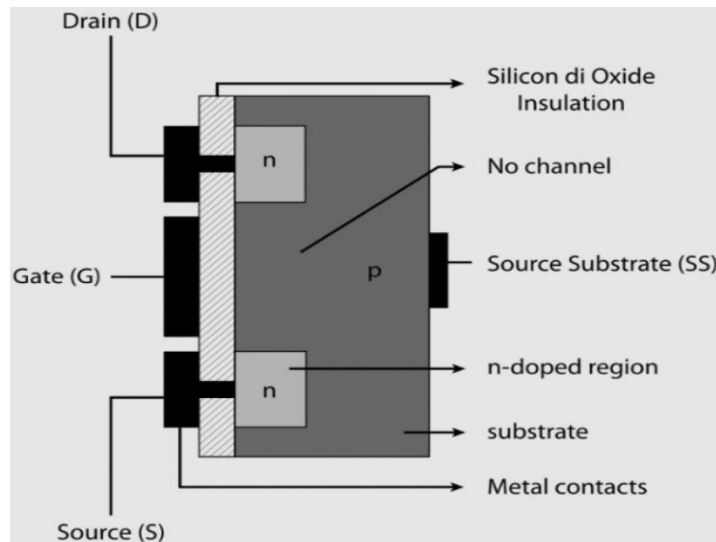 Drain (D)
Silicon di Oxide
Insulation
n
No channel
Gate (G)
p
Source Substrate (SS)
n-doped region
n
substrate
Metal contacts
Source (S)